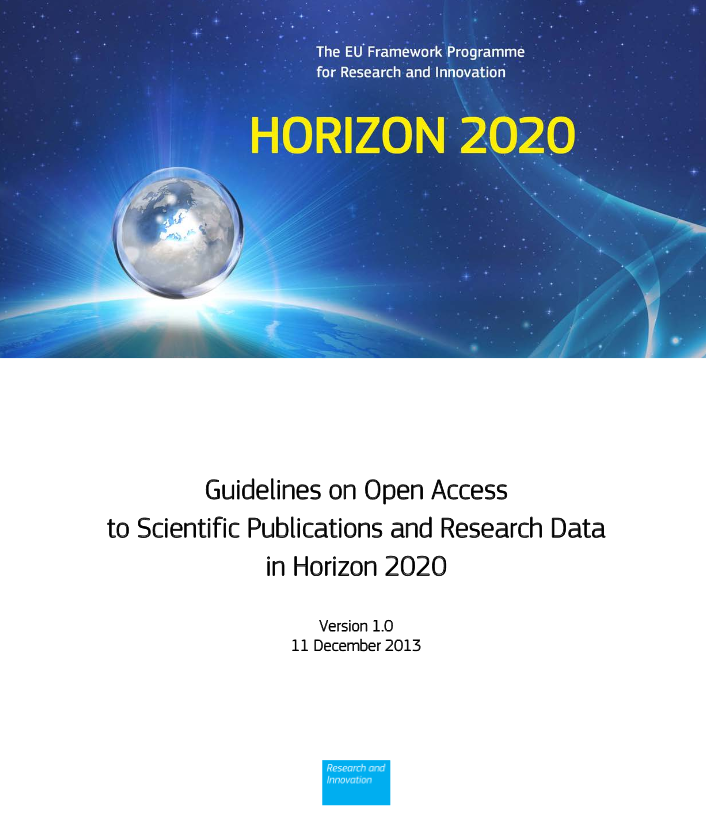 The EU Framework Programme
for Research and Innovation
HORIZON 2020
Guidelines on Open Access
to Scientific Publications and Research Data
in Horizon 2020
Version 1.0
11 December 2013
Research and
Innovation